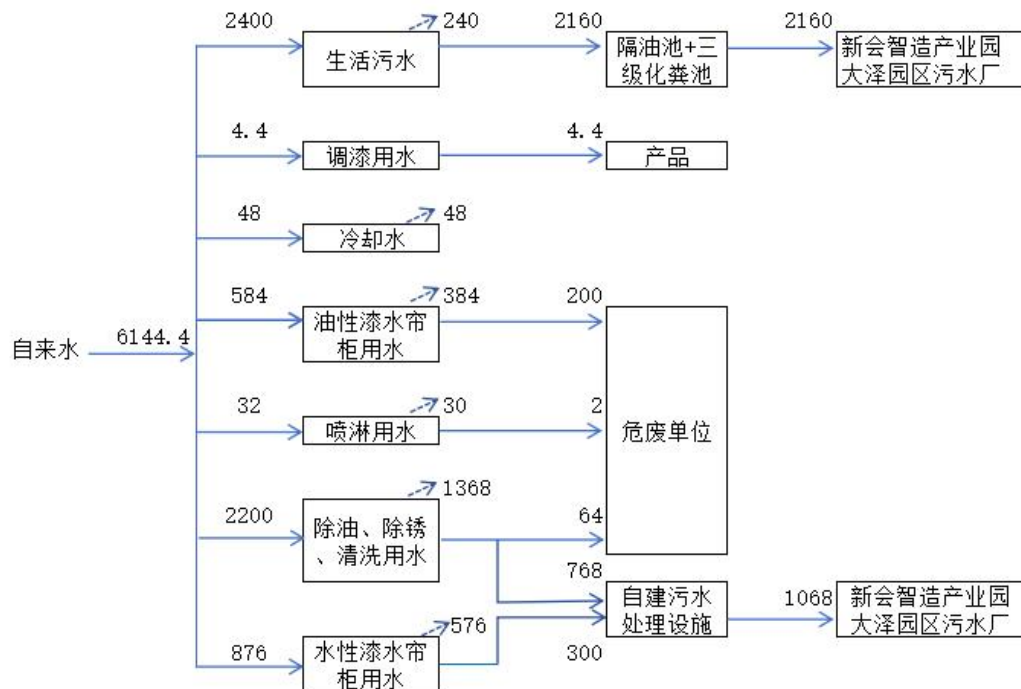 2400
240
2160
2160
生活污水
隔油池+三
级化粪池
新会智造产业园
大泽园区污水厂
4.4
4.4
调漆用水
产品
48
48
冷却水
584
384
200
油性漆水帘
柜用水
自来水
6144.4
32
30
2
喷淋用水
危废单位
2200
1368
64
除油、除锈
、清洗用水
768
自建污水
处理设施
1068
新会智造产业园
大泽园区污水厂
876
576
300
水性漆水帘
柜用水